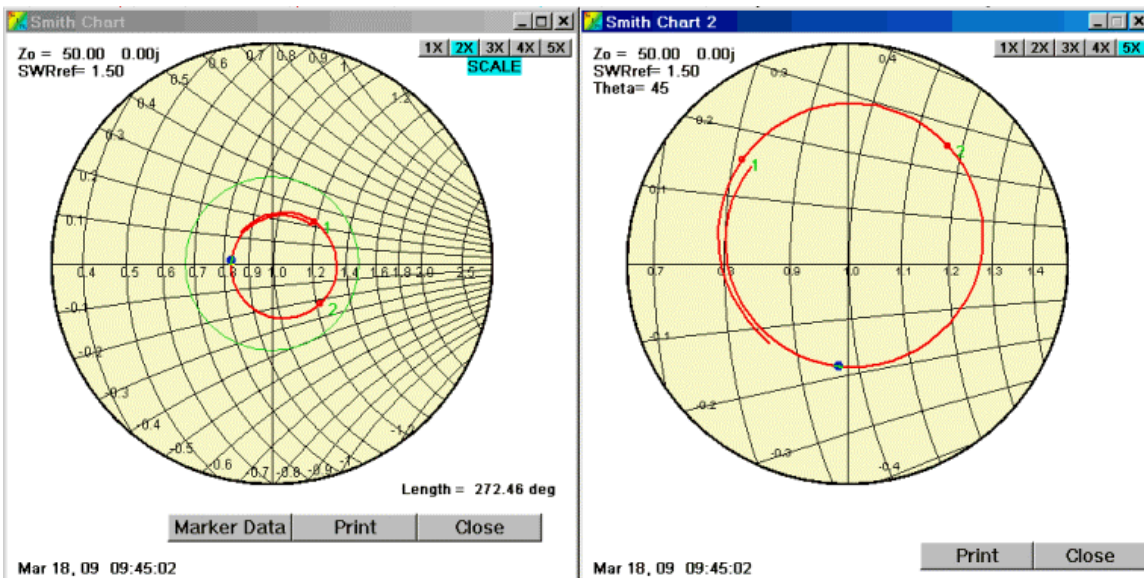 Smith Chart
Zo = 50.00 0.00j
SWRref= 1.50
1X 2X 3X 4X 5X
SCALE
0.7 0.8 0.9 1
0.6
0.5
1.2
0.4
0.3
0.2
0.1
1
0.4 0.5 0.6 0.7 0.8 0.9 1.0 1.2 1.4 1.6 1.8 2.0 2.5
-0.1
2
-0.2
-0.3
-0.4
-1.2
-0.5
-0.6 -0.7 -0.8 -0.9 -1
Length = 272.46 deg
Marker Data Print Close
Mar 18, 09 09:45:02
Smith Chart 2
Zo = 50.00 0.00j
SWRref= 1.50
Theta= 45
1X 2X 3X 4X 5X
0.4
0.3
0.2
2
1
0.1
0.7 0.8 0.9 1.0 1.2 1.3 1.4
-0.1
-0.2
-0.3
-0.4
Print Close
Mar 18, 09 09:45:02